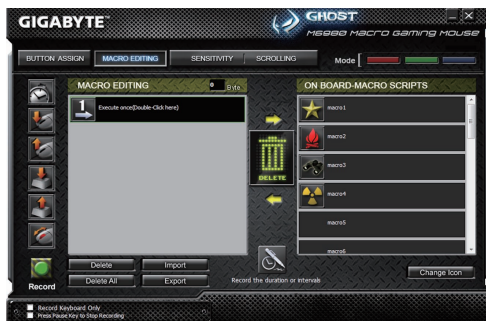 GIGABYTE™
GHOST
M6980 Macro Gaming Mouse
BUTTON ASSIGN
MACRO EDITING
SENSITIVITY
SCROLLING
Mode
MACRO EDITING
0 Byte
ON BOARD-MACRO SCRIPTS
1
Execute once(Double-Click here)
macro1
macro2
macro3
macro4
macro5
macro6
DELETE
Delete
Import
Delete All
Export
Record the duration or intervals
Change Icon
Record
Record Keyboard Only
Press Pause Key to Stop Recording